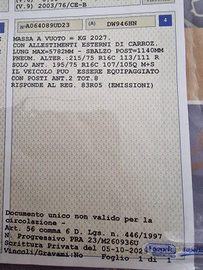 (V.9) 2003/76/CE-B
A064089UD23 (A) DW946HN 4
MASSA A VUOTO = KG 2027.
CON ALLESTIMENTI ESTERNI DI CARROZ.
LUNG MAX=5782MM - SBALZO POST=1140MM
PNEUM. ALTER.:215/75 R16C 113/111 R
SOLO ANT. 195/75 R16C 107/105Q M+S
IL VEICOLO PUO ESSERE EQUIPAGGIATO
CON POSTI ANT.2 TOT.8
RISPONDE AL REG. 83R05 (EMISSIONI)
Documento unico non valido per la
circolazione -
Art. 56 comma 6 D. Lgs. n. 446/1997
N. Progressivo PRA 23/M260936U
Scrittura Privata del 05-10-
Vincoli/Gravami:No Foglio 1 di 1